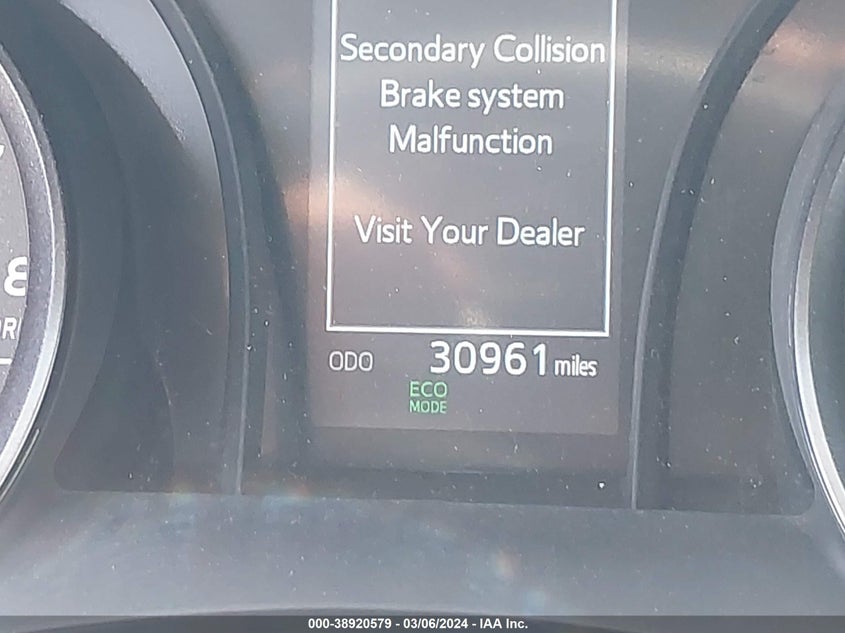 Secondary Collision
Brake system
Malfunction
Visit Your Dealer
8
ODO 30961 miles
ECO
MODE
000-38920579 - 03/06/2024 - IAA Inc.